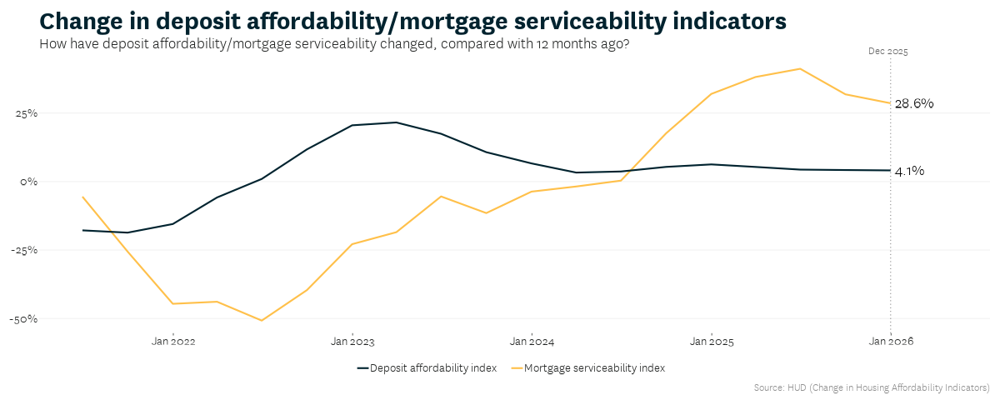 Change in deposit affordability/mortgage serviceability indicators
How have deposit affordability/mortgage serviceability changed, compared with 12 months ago?
Dec 2025
28.6%
25%
4.1%
0%
-25%
-50%
Jan 2022
Jan 2023
Jan 2024
Jan 2025
Jan 2026
Deposit affordability index
Mortgage serviceability index
Source: HUD (Change in Housing Affordability Indicators)